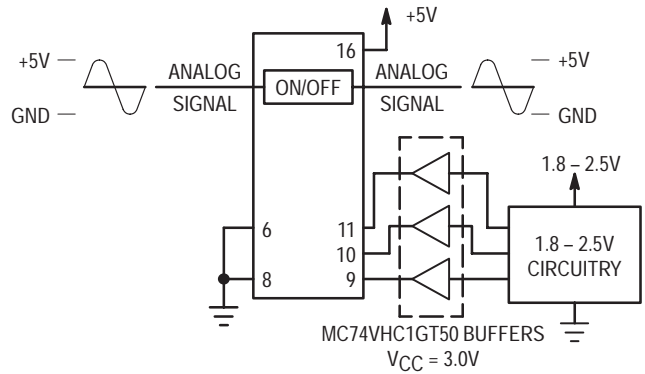 +5V
16
+5V
ANALOG
SIGNAL
ON/OFF
ANALOG
SIGNAL
+5V
GND
GND
1.8 – 2.5V
6
11
10
8
9
1.8 – 2.5V
CIRCUITRY
MC74VHC1GT50 BUFFERS
VCC = 3.0V